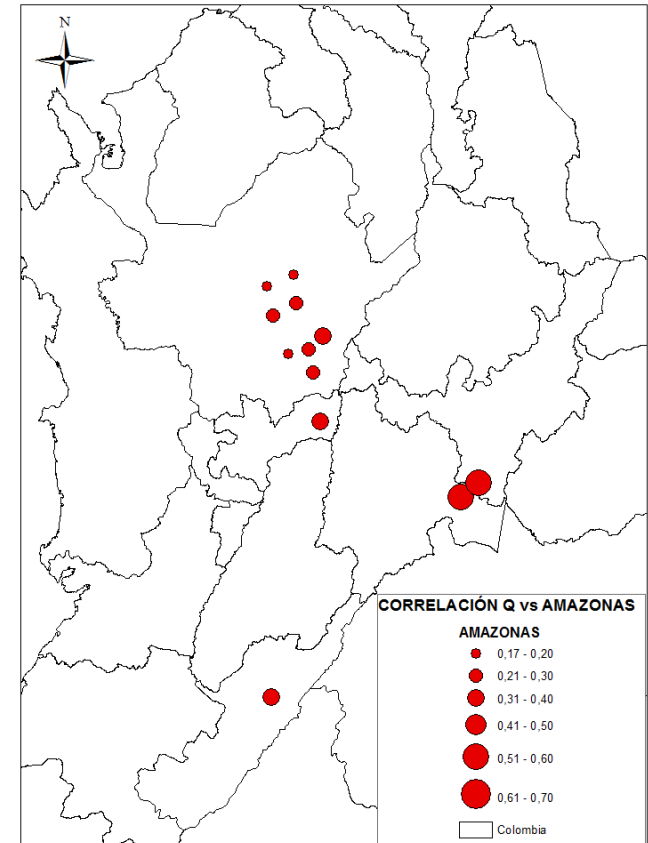 N
CORRELACIÓN Q vs AMAZONAS
AMAZONAS
0,17 - 0,20
0,21 - 0,30
0,31 - 0,40
0,41 - 0,50
0,51 - 0,60
0,61 - 0,70
Colombia